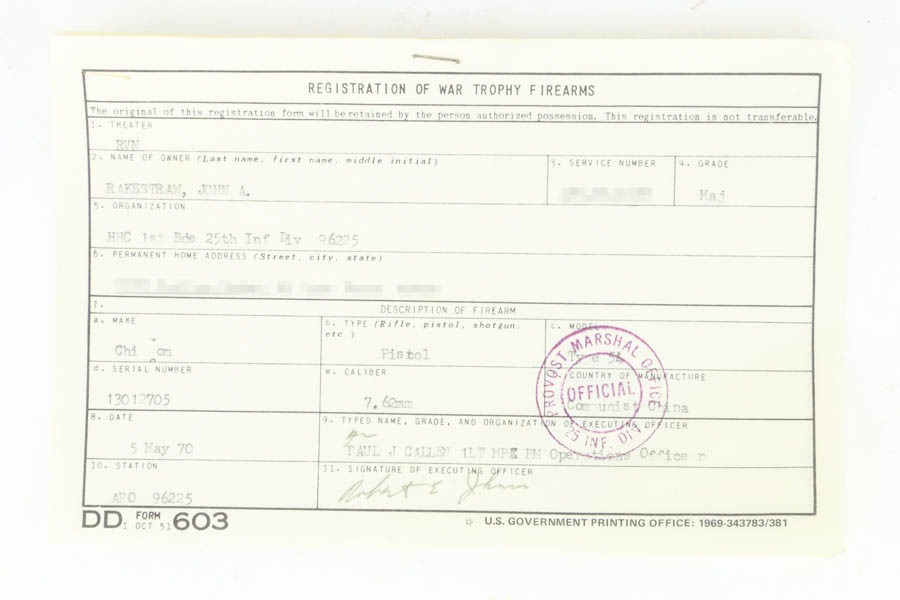 REGISTRATION OF WAR TROPHY FIREARMS
The original of this registration form will be retained by the person authorized possession. This registration is not transferable.
1. THEATER
RVN
2. NAME OF OWNER (Last name, first name, middle initial)
3. SERVICE NUMBER
4. GRADE
RAKESTRAW, JOHN A.
Maj
5. ORGANIZATION
HHC 1st Bde 25th Inf Div 96225
6. PERMANENT HOME ADDRESS (Street, city, state)
7. DESCRIPTION OF FIREARM
a. MAKE
b. TYPE (Rifle, pistol, shotgun, etc.)
c. MODEL
Chi om
Pistol
Type 54
d. SERIAL NUMBER
e. CALIBER
COUNTRY OF MANUFACTURE
13012705
7.62mm
Communist China
PROVOST MARSHAL OFFICE
OFFICIAL
25 INF. DIV
8. DATE
9. TYPED NAME, GRADE, AND ORGANIZATION OF EXECUTING OFFICER
5 May 70
PAUL J CALLEN 1LT MPC PM Operations Office r
10. STATION
11. SIGNATURE OF EXECUTING OFFICER
APO 96225
Robert E
DD FORM 1 OCT 51 603
☆ U.S. GOVERNMENT PRINTING OFFICE: 1969-343783/381